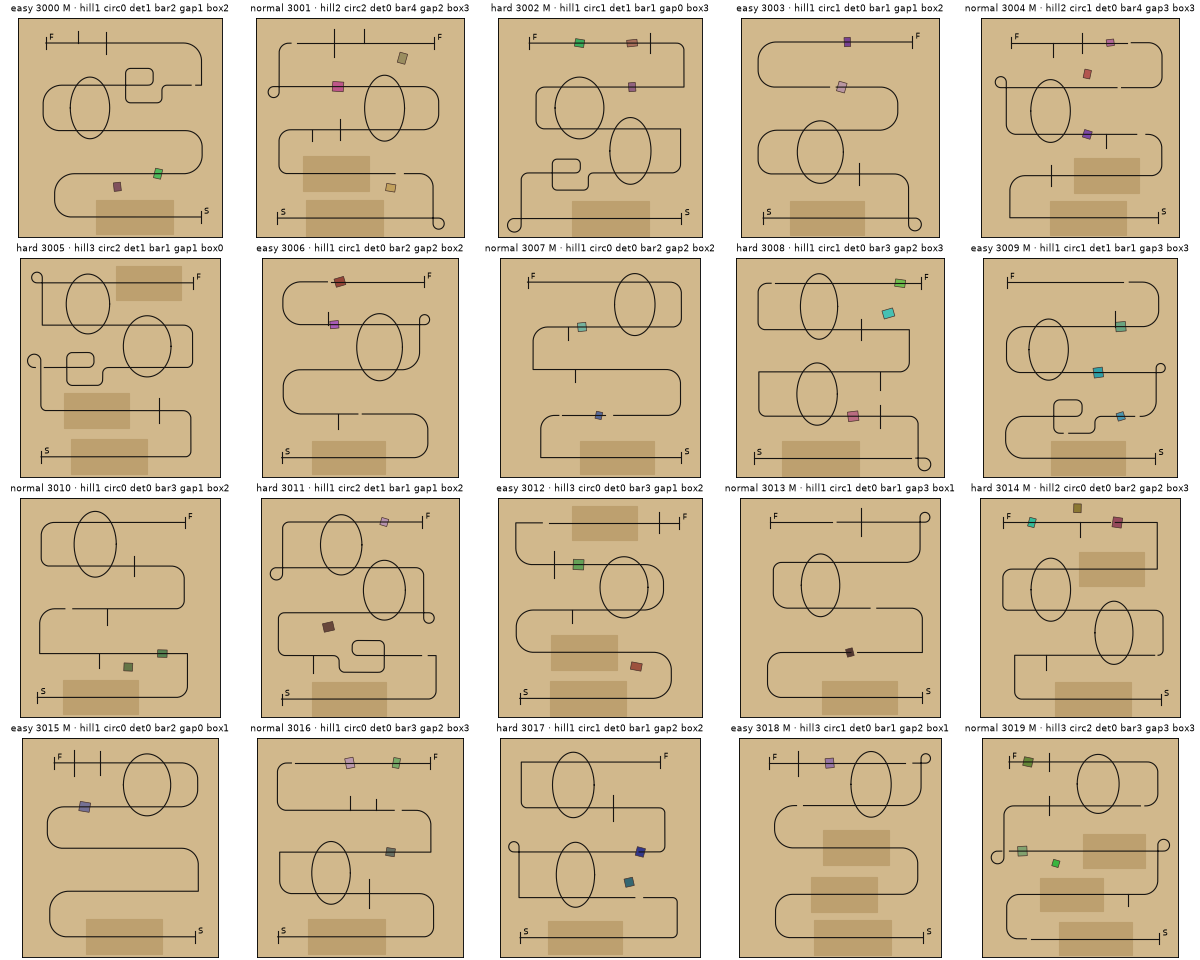 easy 3000 M · hill1 circ0 det1 bar2 gap1 box2
normal 3001 · hill2 circ2 det0 bar4 gap2 box3
hard 3002 M · hill2 circ1 det1 bar1 gap0 box3
easy 3003 · hill1 circ1 det0 bar1 gap1 box2
normal 3004 M · hill2 circ1 det0 bar4 gap3 box3
F
F
F
F
F
S
S
S
S
S
hard 3005 · hill3 circ2 det1 bar1 gap1 box0
easy 3006 · hill1 circ1 det0 bar2 gap2 box2
normal 3007 M · hill1 circ0 det0 bar2 gap2 box2
hard 3008 · hill1 circ1 det0 bar3 gap2 box3
easy 3009 M · hill1 circ1 det1 bar1 gap3 box3
F
F
F
F
F
S
S
S
S
S
normal 3010 · hill1 circ0 det0 bar3 gap1 box2
hard 3011 · hill1 circ2 det1 bar1 gap1 box2
easy 3012 · hill3 circ0 det0 bar3 gap1 box2
normal 3013 M · hill1 circ1 det0 bar1 gap3 box1
hard 3014 M · hill2 circ0 det0 bar2 gap2 box3
F
F
F
F
F
S
S
S
S
S
easy 3015 M · hill1 circ0 det0 bar2 gap0 box1
normal 3016 · hill1 circ0 det0 bar3 gap2 box3
hard 3017 · hill1 circ1 det0 bar1 gap2 box2
easy 3018 M · hill3 circ1 det0 bar1 gap2 box1
normal 3019 M · hill2 circ2 det0 bar3 gap3 box3
F
F
F
F
F
S
S
S
S
S